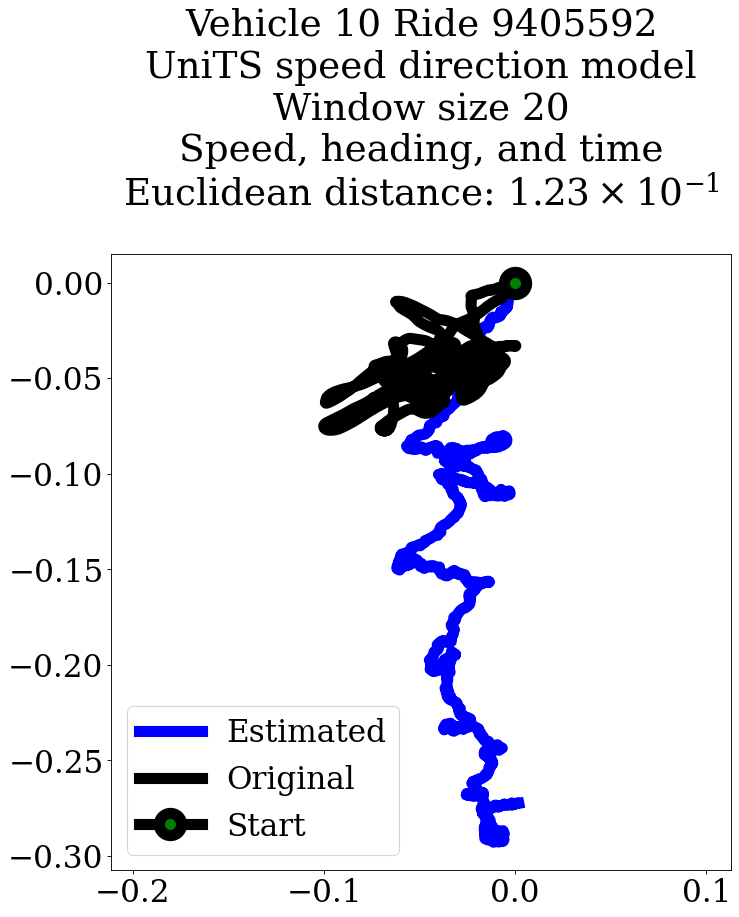 Vehicle 10 Ride 9405592
UniTS speed direction model
Window size 20
Speed, heading, and time
Euclidean distance: 1.23 × 10⁻¹
0.00
−0.05
−0.10
−0.15
−0.20
−0.25
−0.30
Estimated
Original
Start
−0.2
−0.1
0.0
0.1